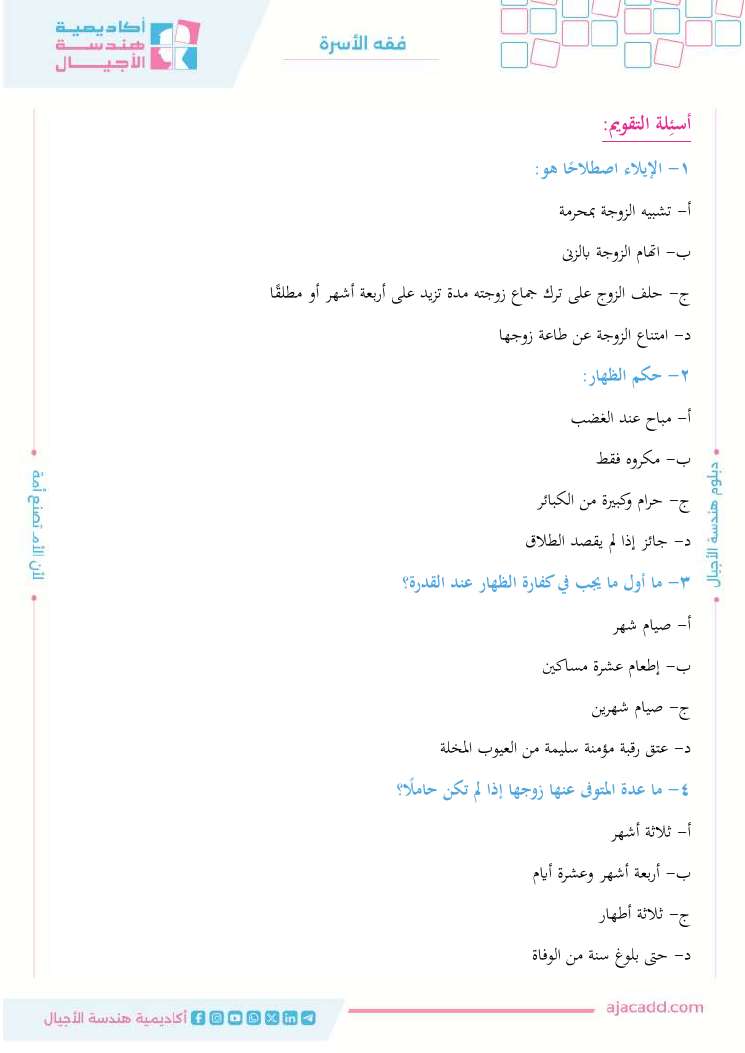 أكاديمية
هندسة
الأجيال
فقه الأسرة
أسئلة التقويم:
١- الإيلاء اصطلاحًا هو:
أ- تشبيه الزوجة بمحرمة
ب- اتهام الزوجة بالزنى
ج- حلف الزوج على ترك جماع زوجته مدة تزيد على أربعة أشهر أو مطلقًا
د- امتناع الزوجة عن طاعة زوجها
٢- حكم الظهار:
أ- مباح عند الغضب
ب- مكروه فقط
ج- حرام وكبيرة من الكبائر
د- جائز إذا لم يقصد الطلاق
٣- ما أول ما يجب في كفارة الظهار عند القدرة؟
أ- صيام شهر
ب- إطعام عشرة مساكين
ج- صيام شهرين
د- عتق رقبة مؤمنة سليمة من العيوب المخلة
٤- ما عدة المتوفى عنها زوجها إذا لم تكن حاملًا؟
أ- ثلاثة أشهر
ب- أربعة أشهر وعشرة أيام
ج- ثلاثة أطهار
د- حتى بلوغ سنة من الوفاة
دبلوم هندسة الأجيال
لأن الأم تصنع أمة
ajacadd.com
أكاديمية هندسة الأجيال